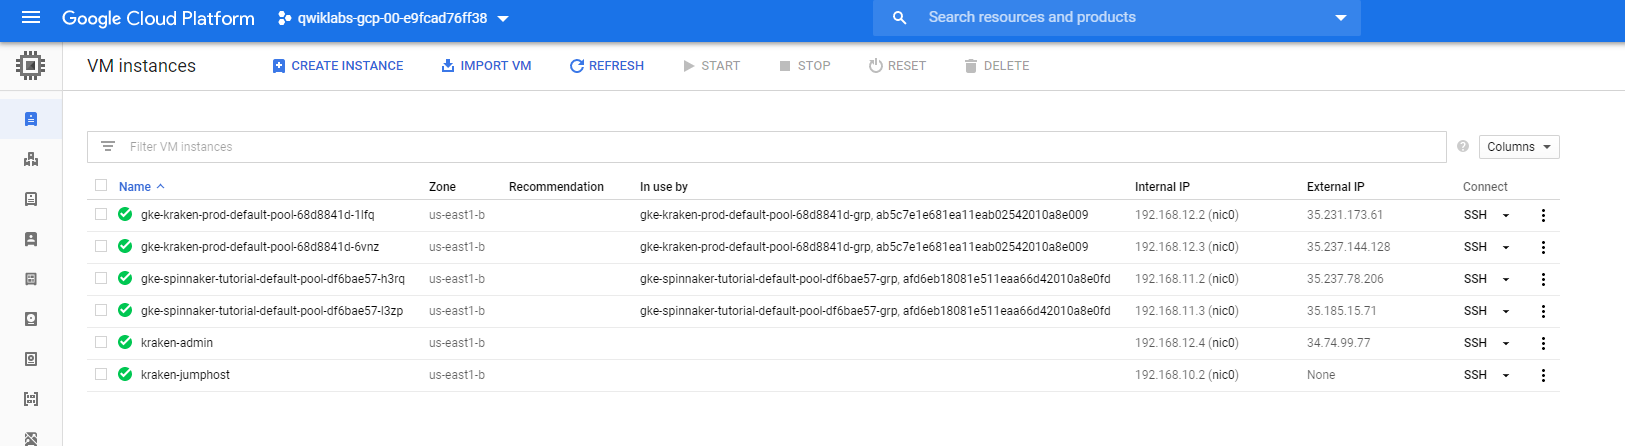 Google Cloud Platform qwiklabs-gcp-00-e9fcad76ff38 Search resources and products
VM instances CREATE INSTANCE IMPORT VM REFRESH START STOP RESET DELETE
Filter VM instances Columns
Name Zone Recommendation In use by Internal IP External IP Connect
gke-kraken-prod-default-pool-68d8841d-1lfq us-east1-b gke-kraken-prod-default-pool-68d8841d-grp, ab5c7e1e681ea11eab02542010a8e009 192.168.12.2 (nic0) 35.231.173.61 SSH
gke-kraken-prod-default-pool-68d8841d-6vnz us-east1-b gke-kraken-prod-default-pool-68d8841d-grp, ab5c7e1e681ea11eab02542010a8e009 192.168.12.3 (nic0) 35.237.144.128 SSH
gke-spinnaker-tutorial-default-pool-df6bae57-h3rq us-east1-b gke-spinnaker-tutorial-default-pool-df6bae57-grp, afd6eb18081e511eaa66d42010a8e0fd 192.168.11.2 (nic0) 35.237.78.206 SSH
gke-spinnaker-tutorial-default-pool-df6bae57-l3zp us-east1-b gke-spinnaker-tutorial-default-pool-df6bae57-grp, afd6eb18081e511eaa66d42010a8e0fd 192.168.11.3 (nic0) 35.185.15.71 SSH
kraken-admin us-east1-b 192.168.12.4 (nic0) 34.74.99.77 SSH
kraken-jumphost us-east1-b 192.168.10.2 (nic0) None SSH